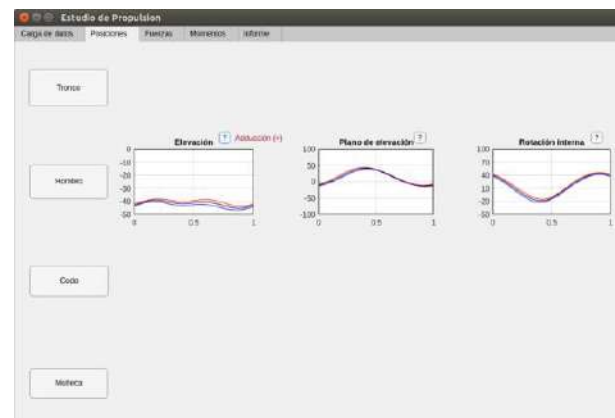 Estudio de Propulsion
Carga de datos Posiciones Fuerzas Momentos Informe
Tronco
Hombro
Codo
Muñeca
Elevación ? Aducción (+)
0
-10
-20
-30
-40
-50
0 0.5 1
Plano de elevación ?
100
50
0
-50
-100
0 0.5 1
Rotación interna ?
100
70
40
10
-20
-50
0 0.5 1